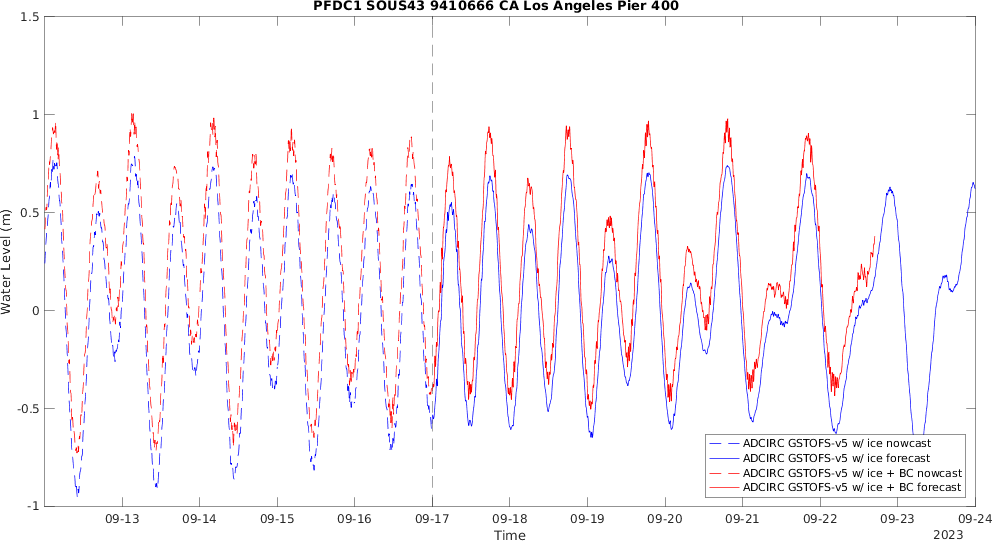 PFDC1 SOUS43 9410666 CA Los Angeles Pier 400
1.5
1
0.5
0
-0.5
-1
Water Level (m)
09-13 09-14 09-15 09-16 09-17 09-18 09-19 09-20 09-21 09-22 09-23 09-24
2023
Time
ADCIRC GSTOFS-v5 w/ ice nowcast
ADCIRC GSTOFS-v5 w/ ice forecast
ADCIRC GSTOFS-v5 w/ ice + BC nowcast
ADCIRC GSTOFS-v5 w/ ice + BC forecast